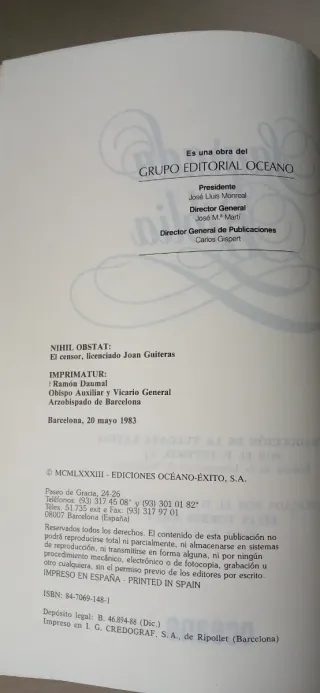 Es una obra del
GRUPO EDITORIAL OCEANO
Presidente
José Lluis Monreal
Director General
José M.ª Martí
Director General de Publicaciones
Carlos Gispert
NIHIL OBSTAT:
El censor, licenciado Joan Guiteras
IMPRIMATUR:
† Ramón Daumal
Obispo Auxiliar y Vicario General
Arzobispado de Barcelona
Barcelona, 20 mayo 1983
© MCMLXXXIII - EDICIONES OCÉANO-ÉXITO, S.A.
Paseo de Gracia, 24-26
Teléfonos: (93) 317 45 08* y (93) 301 01 82*
Télex: 51.735 exit e Fax: (93) 317 97 01
08007 Barcelona (España)
Reservados todos los derechos. El contenido de esta publicación no
podrá reproducirse total ni parcialmente, ni almacenarse en sistemas
de reproducción, ni transmitirse en forma alguna, ni por ningún
procedimiento mecánico, electrónico o de fotocopia, grabación u
otro cualquiera, sin el permiso previo de los editores por escrito
IMPRESO EN ESPAÑA - PRINTED IN SPAIN
ISBN: 84-7069-148-1
Depósito legal: B. 46.894-88 (Dic.)
Impreso en I. G. CREDOGRAF, S.A., de Ripollet (Barcelona)